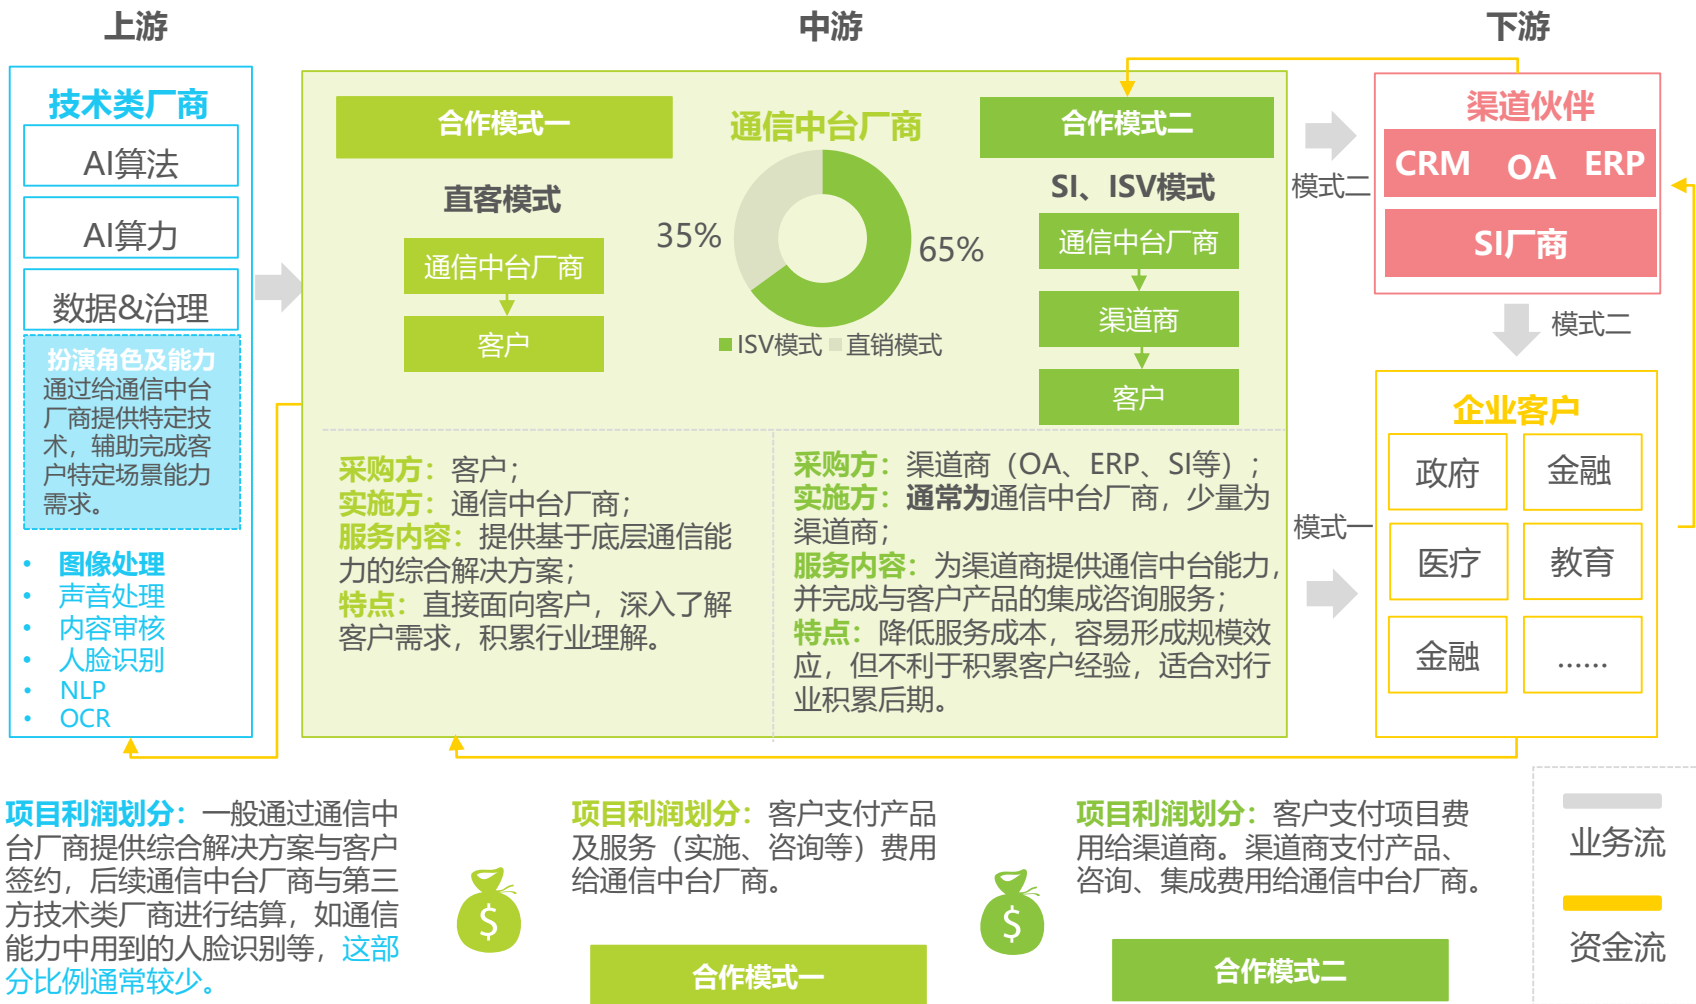 上游
中游
下游
技术类厂商
AI算法
AI算力
数据&治理
扮演角色及能力
通过给通信中台
厂商提供特定技
术，辅助完成客
户特定场景能力
需求。
• 图像处理
• 声音处理
• 内容审核
• 人脸识别
• NLP
• OCR
合作模式一
直客模式
通信中台厂商
客户
通信中台厂商
35%
65%
ISV模式
直销模式
合作模式二
SI、ISV模式
通信中台厂商
渠道商
客户
采购方：客户；
实施方：通信中台厂商；
服务内容：提供基于底层通信能
力的综合解决方案；
特点：直接面向客户，深入了解
客户需求，积累行业理解。
采购方：渠道商（OA、ERP、SI等）；
实施方：通常为通信中台厂商，少量为
渠道商；
服务内容：为渠道商提供通信中台能力，
并完成与客户产品的集成咨询服务；
特点：降低服务成本，容易形成规模效
应，但不利于积累客户经验，适合对行
业积累后期。
模式二
渠道伙伴
CRM
OA
ERP
SI厂商
模式二
模式一
企业客户
政府
金融
医疗
教育
金融
......
项目利润划分：一般通过通信中
台厂商提供综合解决方案与客户
签约，后续通信中台厂商与第三
方技术类厂商进行结算，如通信
能力中用到的人脸识别等，这部
分比例通常较少。
$
项目利润划分：客户支付产品
及服务（实施、咨询等）费用
给通信中台厂商。
合作模式一
$
项目利润划分：客户支付项目费
用给渠道商。渠道商支付产品、
咨询、集成费用给通信中台厂商。
合作模式二
业务流
资金流